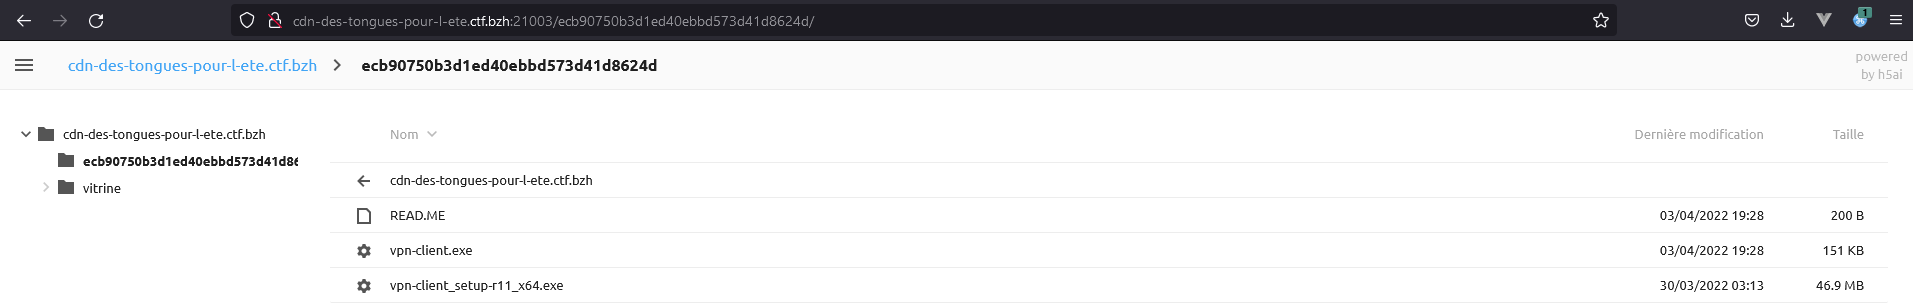 cdn-des-tongues-pour-l-ete.ctf.bzh:21003/ecb90750b3d1ed40ebbd573d41d8624d/
1
cdn-des-tongues-pour-l-ete.ctf.bzh
ecb90750b3d1ed40ebbd573d41d8624d
powered
by h5ai
cdn-des-tongues-pour-l-ete.ctf.bzh
ecb90750b3d1ed40ebbd573d41d86
vitrine
Nom Dernière modification Taille
cdn-des-tongues-pour-l-ete.ctf.bzh
READ.ME 03/04/2022 19:28 200 B
vpn-client.exe 03/04/2022 19:28 151 KB
vpn-client_setup-r11_x64.exe 30/03/2022 03:13 46.9 MB